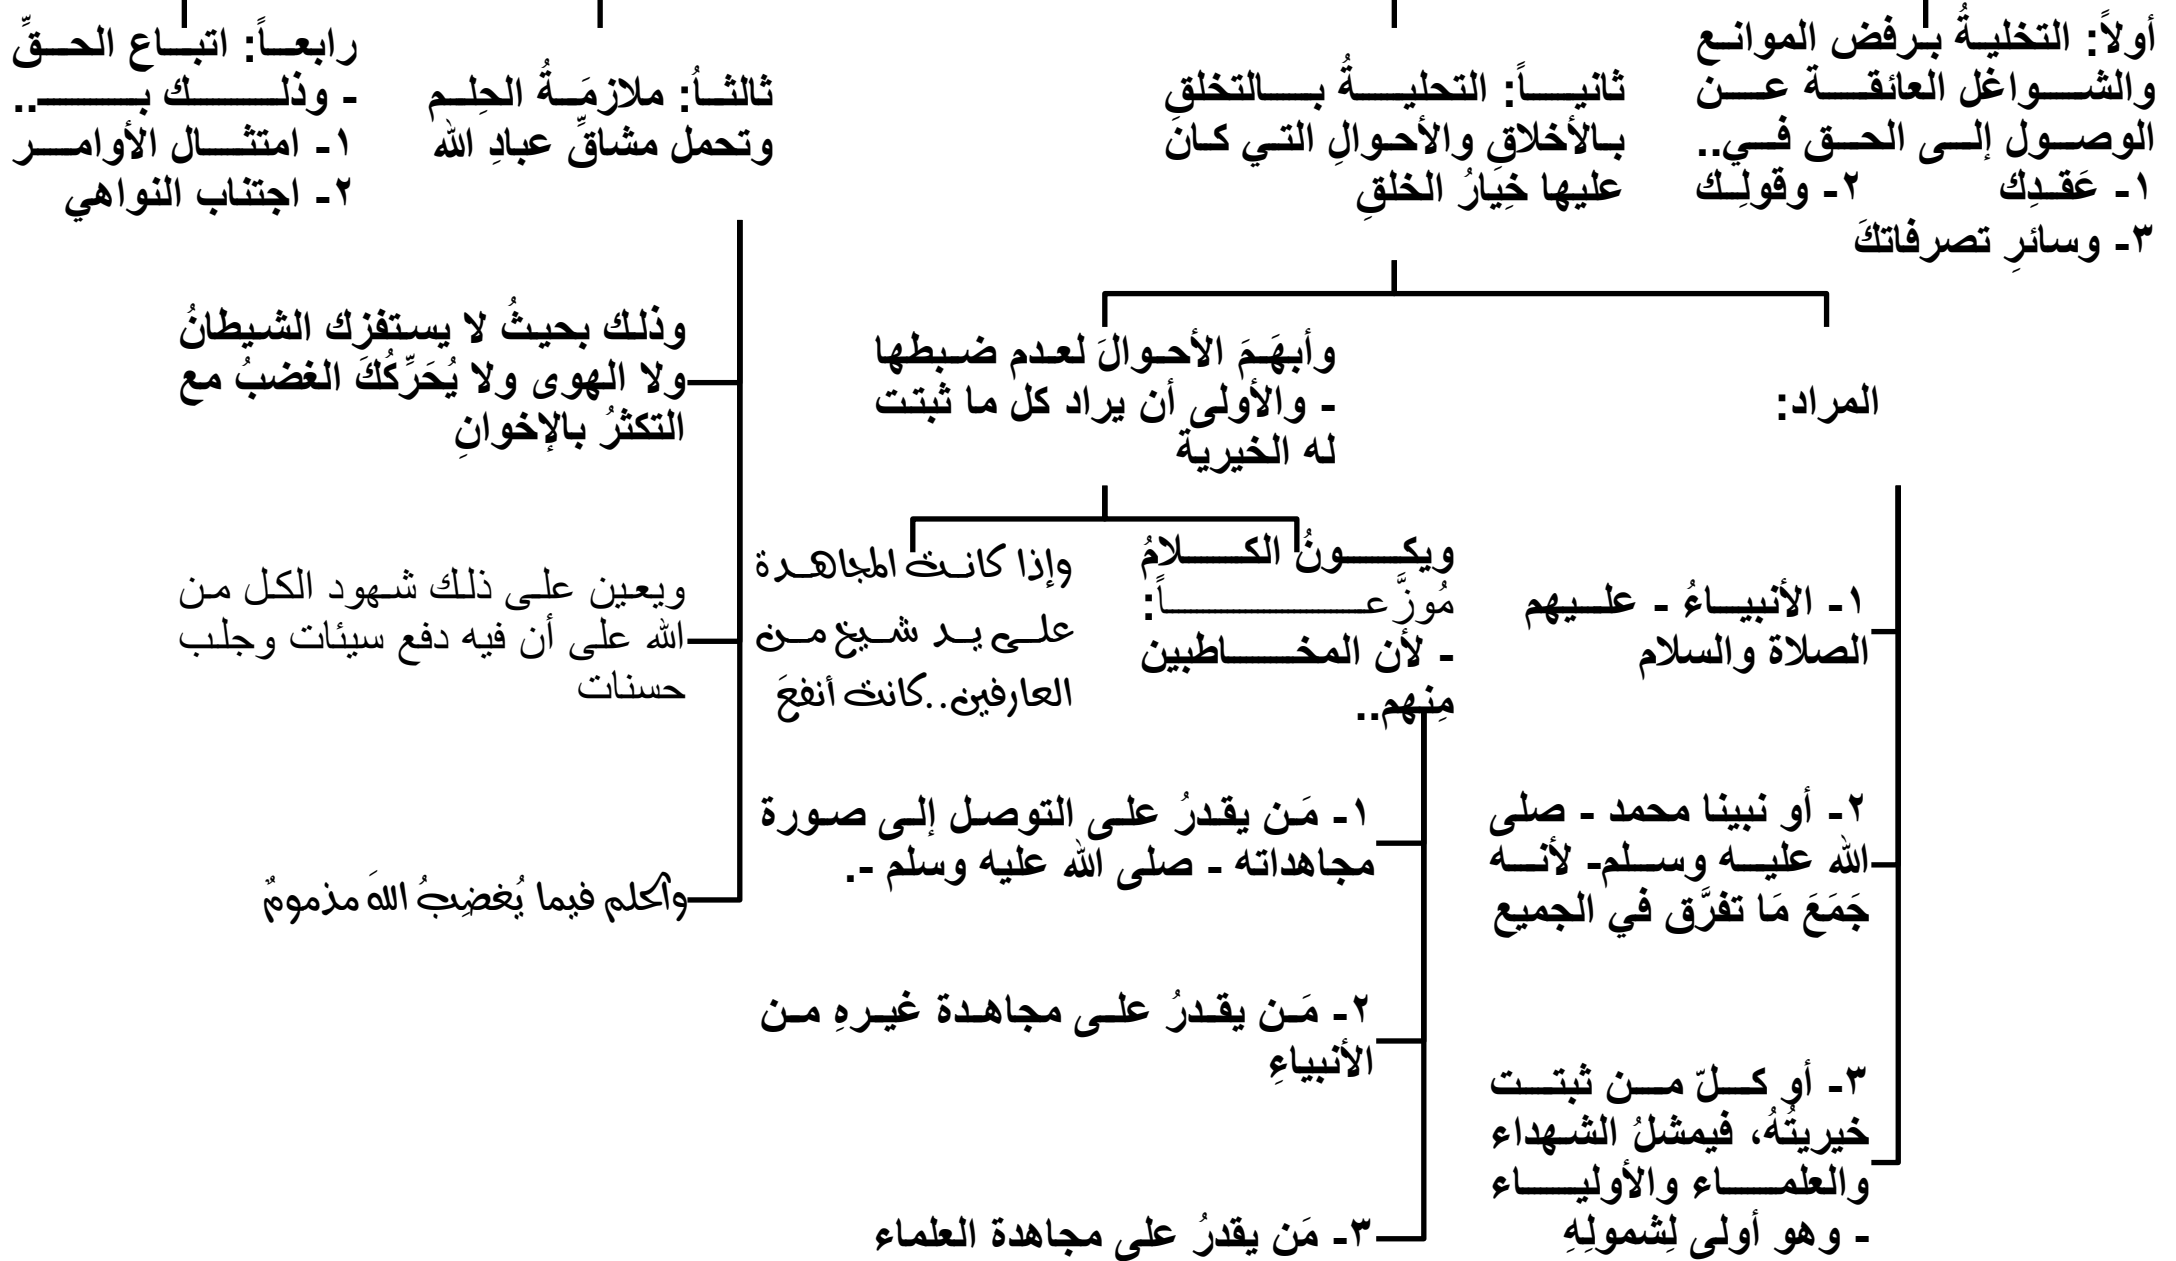 أولاً: التخليةُ برفض الموانع
والشواغل العائقة عن
الوصول إلى الحق في..
١- عَقدِك ٢- وقولِك
٣- وسائرِ تصرفاتكَ
ثانياً: التحليةُ بالتخلقِ
بالأخلاقِ والأحوالِ التي كان
عليها خِيَارُ الخلقِ
ثالثاُ: ملازمَةُ الحِلم
وتحمل مشاقِّ عبادِ الله
رابعاً: اتباع الحقِّ
- وذلك بـ..
١- امتثال الأوامر
٢- اجتناب النواهي
المراد:
وأبهَمَ الأحوالَ لعدم ضبطها
- والأولى أن يراد كل ما ثبتت
له الخيرية
وذلك بحيثُ لا يستفزك الشيطانُ
ولا الهوى ولا يُحَرِّكُكَ الغضبُ مع
التكثرُ بالإخوانِ
١- الأنبياءُ - عليهم
الصلاة والسلام
ويكونُ الكلامُ
مُوزَّعاً:
- لأن المخاطبين
مِنهم..
وإذا كانت المجاهدة
على يد شيخ من
العارفين..كانت أنفعَ
ويعين على ذلك شهود الكل من
الله على أن فيه دفع سيئات وجلب
حسنات
٢- أو نبينا محمد - صلى
الله عليه وسلم- لأنه
جَمَعَ مَا تفرَّق في الجميع
١- مَن يقدرُ على التوصل إلى صورة
مجاهداته - صلى الله عليه وسلم -.
والحلم فيما يُغضِبُ اللهَ مذمومٌ
٢- مَن يقدرُ على مجاهدة غيرهِ من
الأنبياءِ
٣- أو كلّ من ثبتت
خيريتُهُ، فيمشلُ الشهداء
والعلماء والأولياء
- وهو أولى لِشمولِهِ
٣- مَن يقدرُ على مجاهدة العلماء